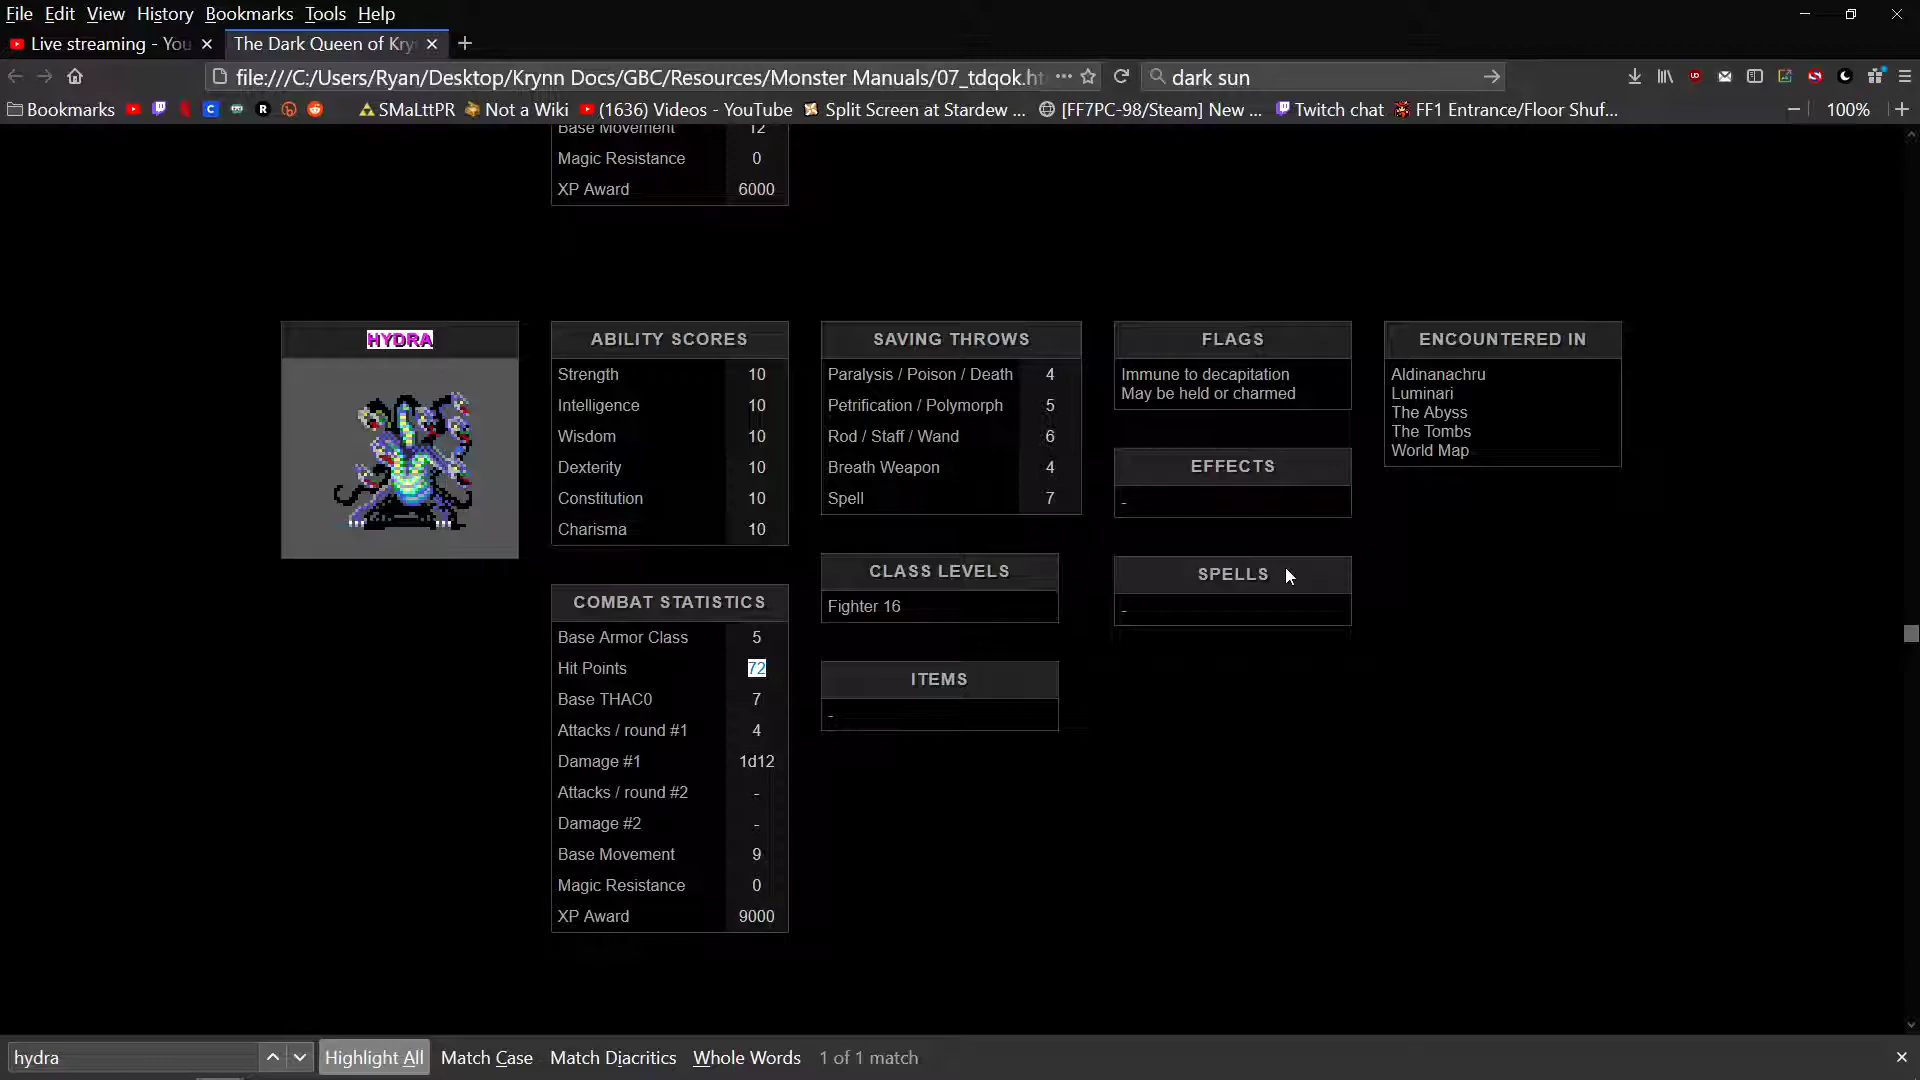 File Edit View History Bookmarks Tools Help
Live streaming - You
The Dark Queen of Kry
file:///C:/Users/Ryan/Desktop/Krynn Docs/GBC/Resources/Monster Manuals/07_tdqok.ht
dark sun
Bookmarks
SMaLttPR
Not a Wiki
(1636) Videos - YouTube
Split Screen at Stardew ...
[FF7PC-98/Steam] New ...
Twitch chat
FF1 Entrance/Floor Shuf...
100%
Base Movement 12
Magic Resistance 0
XP Award 6000
HYDRA
ABILITY SCORES
Strength 10
Intelligence 10
Wisdom 10
Dexterity 10
Constitution 10
Charisma 10
COMBAT STATISTICS
Base Armor Class 5
Hit Points 72
Base THAC0 7
Attacks / round #1 4
Damage #1 1d12
Attacks / round #2 -
Damage #2 -
Base Movement 9
Magic Resistance 0
XP Award 9000
SAVING THROWS
Paralysis / Poison / Death 4
Petrification / Polymorph 5
Rod / Staff / Wand 6
Breath Weapon 4
Spell 7
CLASS LEVELS
Fighter 16
ITEMS
-
FLAGS
Immune to decapitation
May be held or charmed
EFFECTS
-
SPELLS
-
ENCOUNTERED IN
Aldinanachru
Luminari
The Abyss
The Tombs
World Map
hydra
Highlight All Match Case Match Diacritics Whole Words 1 of 1 match